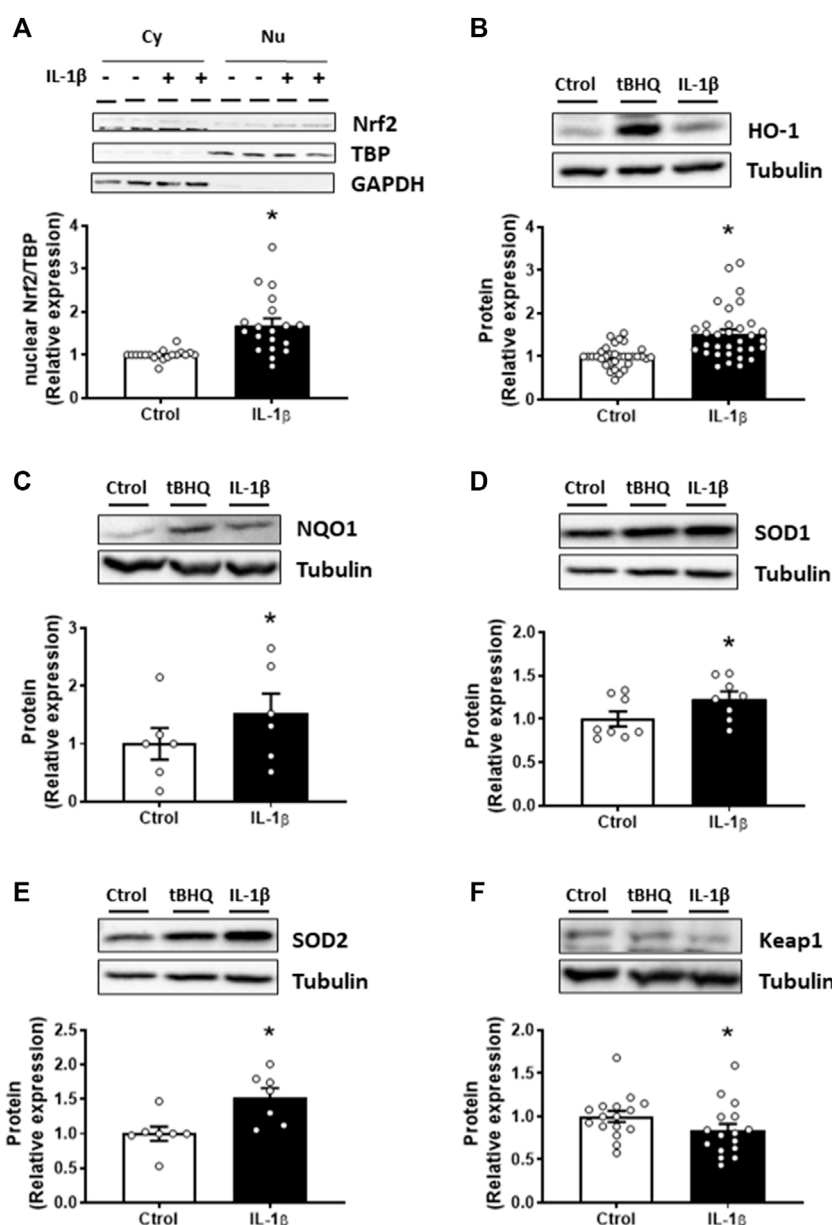 A
Cy Nu
IL-1β - - + + - - + +
Nrf2
TBP
GAPDH
*
nuclear Nrf2/TBP
(Relative expression)
4
3
2
1
0
Ctrol IL-1β
B
Ctrol tBHQ IL-1β
HO-1
Tubulin
*
Protein
(Relative expression)
4
3
2
1
0
Ctrol IL-1β
C
Ctrol tBHQ IL-1β
NQO1
Tubulin
*
Protein
(Relative expression)
3
2
1
0
Ctrol IL-1β
D
Ctrol tBHQ IL-1β
SOD1
Tubulin
*
Protein
(Relative expression)
2.0
1.5
1.0
0.5
0.0
Ctrol IL-1β
E
Ctrol tBHQ IL-1β
SOD2
Tubulin
*
Protein
(Relative expression)
2.5
2.0
1.5
1.0
0.5
0.0
Ctrol IL-1β
F
Ctrol tBHQ IL-1β
Keap1
Tubulin
*
Protein
(Relative expression)
2.0
1.5
1.0
0.5
0.0
Ctrol IL-1β